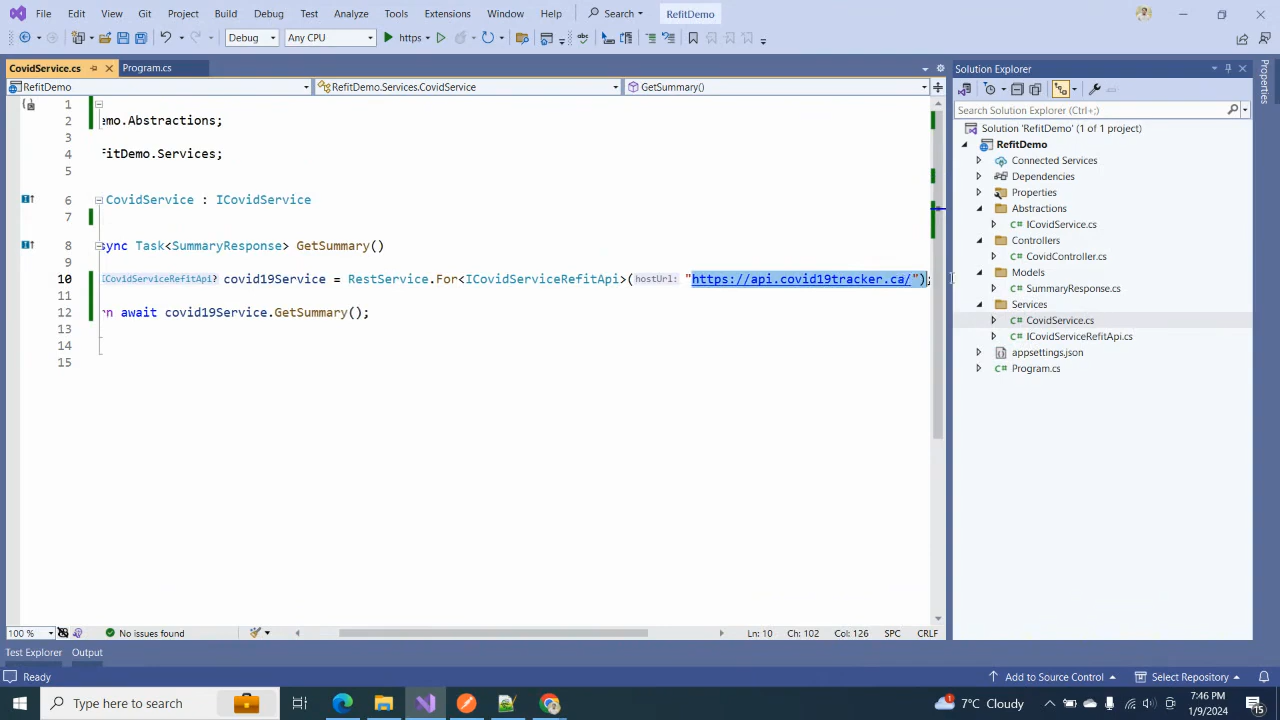 File Edit View Git Project Build Debug Test Analyze Tools Extensions Window Help Search RefitDemo
Debug Any CPU https
CovidService.cs Program.cs
RefitDemo RefitDemo.Services.CovidService GetSummary()
1
2 emo.Abstractions;
3
4 fitDemo.Services;
5
6 CovidService : ICovidService
7
8 sync Task<SummaryResponse> GetSummary()
9
10 ICovidServiceRefitApi? covid19Service = RestService.For<ICovidServiceRefitApi>(hostUrl: "https://api.covid19tracker.ca/");
11
12 rn await covid19Service.GetSummary();
13
14
15
100 % No issues found Ln: 10 Ch: 102 Col: 126 SPC CRLF
Solution Explorer
Search Solution Explorer (Ctrl+;)
Solution 'RefitDemo' (1 of 1 project)
RefitDemo
Connected Services
Dependencies
Properties
Abstractions
C# ICovidService.cs
Controllers
C# CovidController.cs
Models
C# SummaryResponse.cs
Services
C# CovidService.cs
C# ICovidServiceRefitApi.cs
appsettings.json
C# Program.cs
Properties
Test Explorer Output
Ready Add to Source Control Select Repository
Type here to search 7°C Cloudy 7:46 PM
1/9/2024 15